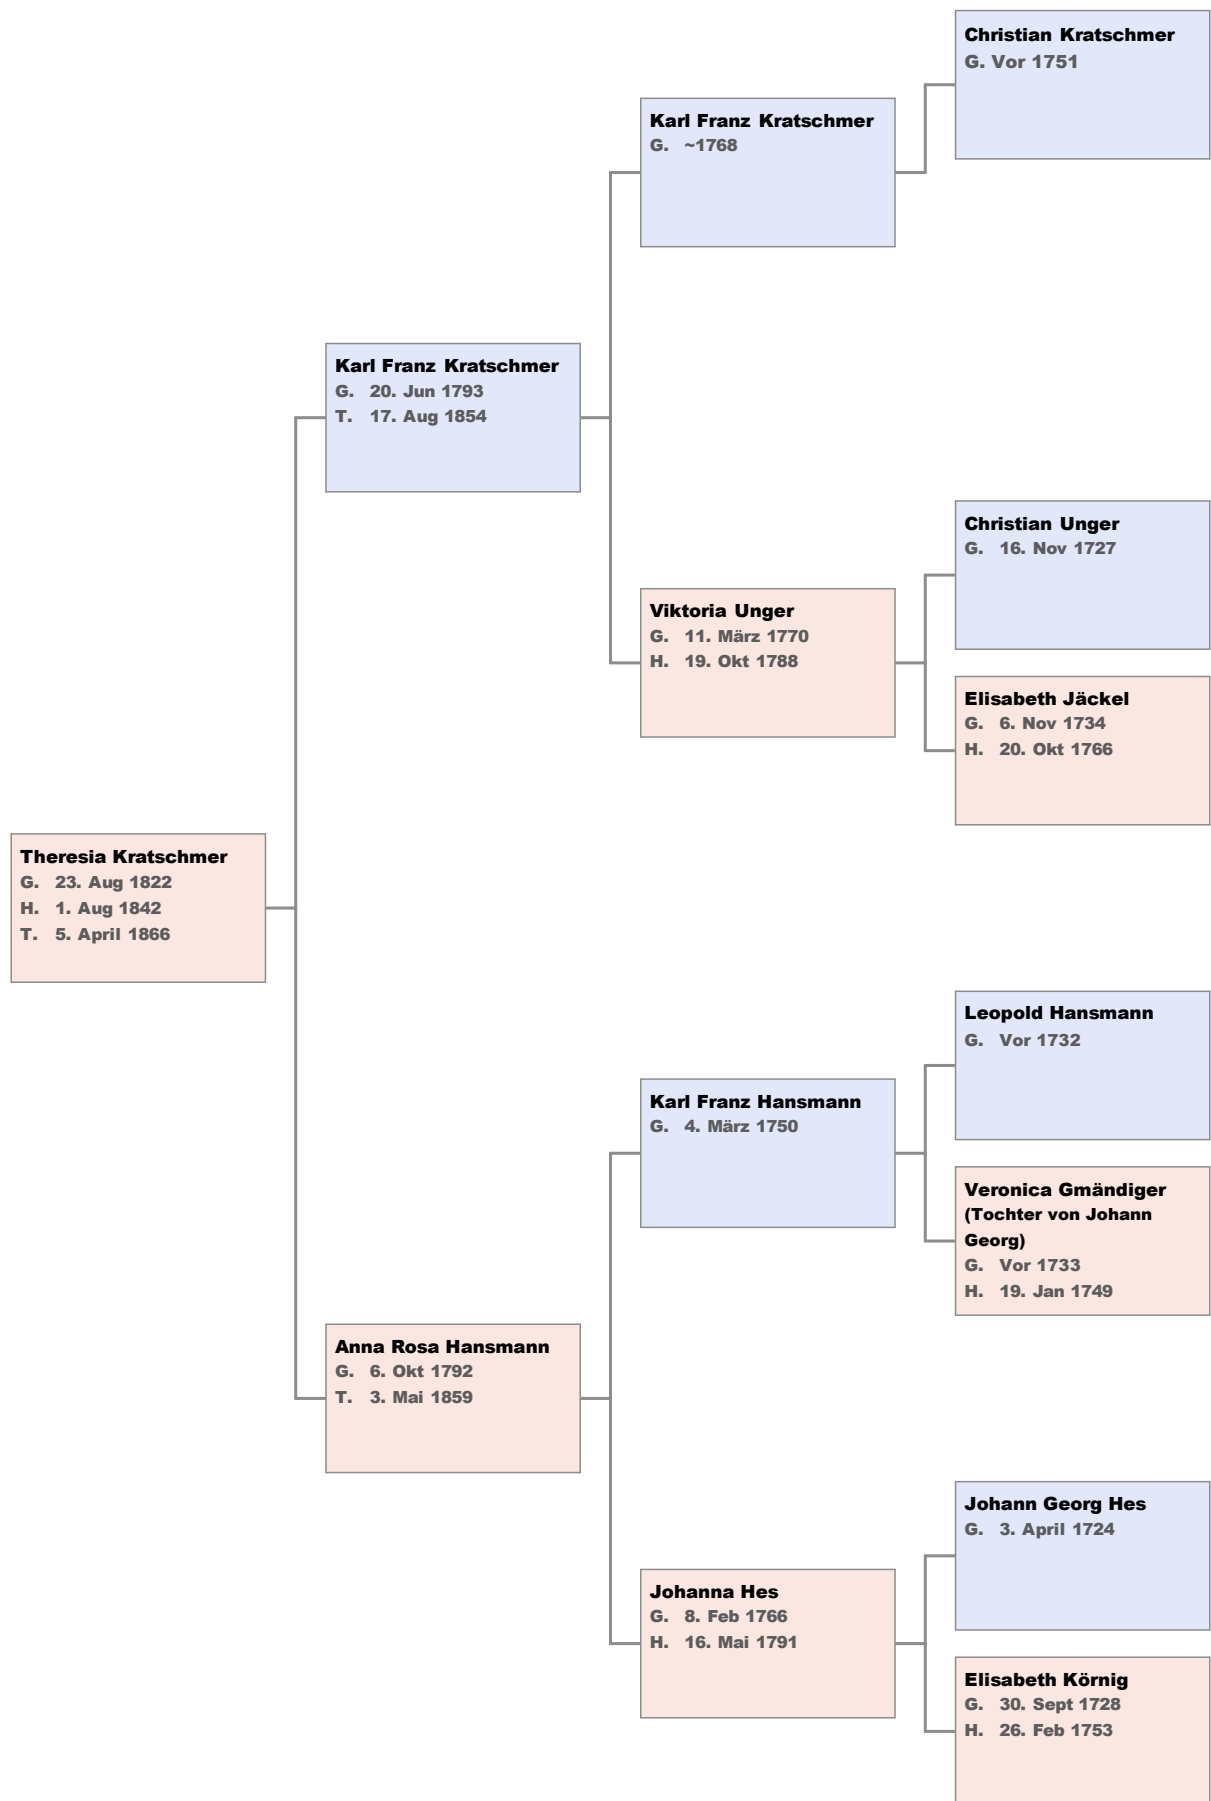 Christian Kratschmer
G. Vor 1751
Karl Franz Kratschmer
G. ~1768
Karl Franz Kratschmer
G. 20. Jun 1793
T. 17. Aug 1854
Christian Unger
G. 16. Nov 1727
Viktoria Unger
G. 11. März 1770
H. 19. Okt 1788
Elisabeth Jäckel
G. 6. Nov 1734
H. 20. Okt 1766
Theresia Kratschmer
G. 23. Aug 1822
H. 1. Aug 1842
T. 5. April 1866
Leopold Hansmann
G. Vor 1732
Karl Franz Hansmann
G. 4. März 1750
Veronica Gmändiger
(Tochter von Johann
Georg)
G. Vor 1733
H. 19. Jan 1749
Anna Rosa Hansmann
G. 6. Okt 1792
T. 3. Mai 1859
Johann Georg Hes
G. 3. April 1724
Johanna Hes
G. 8. Feb 1766
H. 16. Mai 1791
Elisabeth Körnig
G. 30. Sept 1728
H. 26. Feb 1753